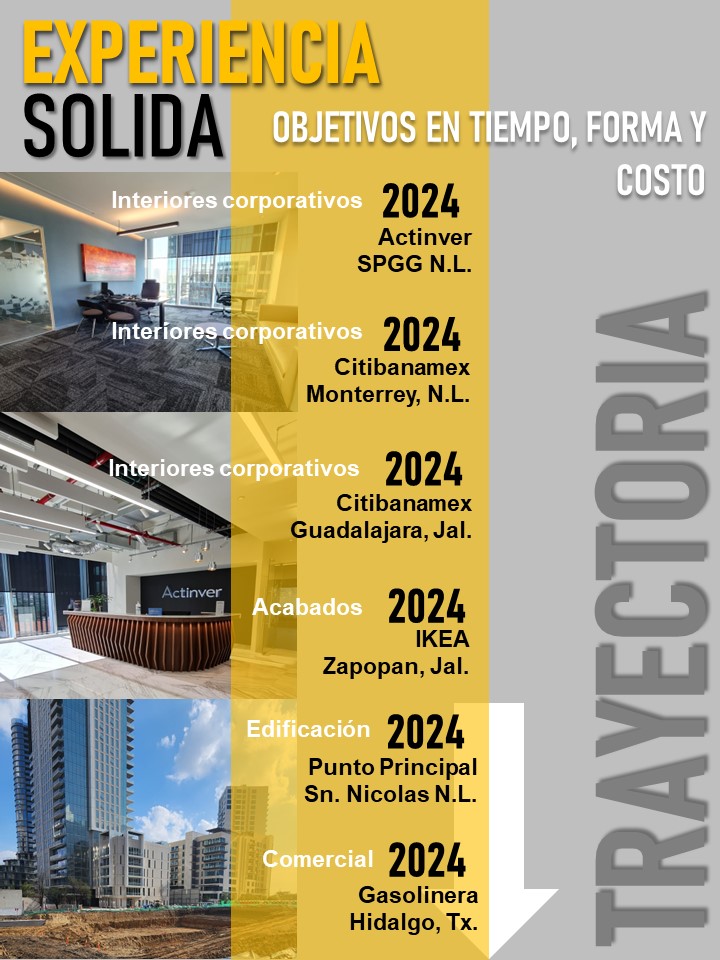 EXPERIENCIA
SOLIDA
OBJETIVOS EN TIEMPO, FORMA Y
COSTO
Interiores corporativos 2024
Actinver
SPGG N.L.
Interiores corporativos 2024
Citibanamex
Monterrey, N.L.
Interiores corporativos 2024
Citibanamex
Guadalajara, Jal.
Actinver
Acabados 2024
IKEA
Zapopan, Jal.
Edificación 2024
Punto Principal
Sn. Nicolas N.L.
Comercial 2024
Gasolinera
Hidalgo, Tx.
TRAYECTORIA